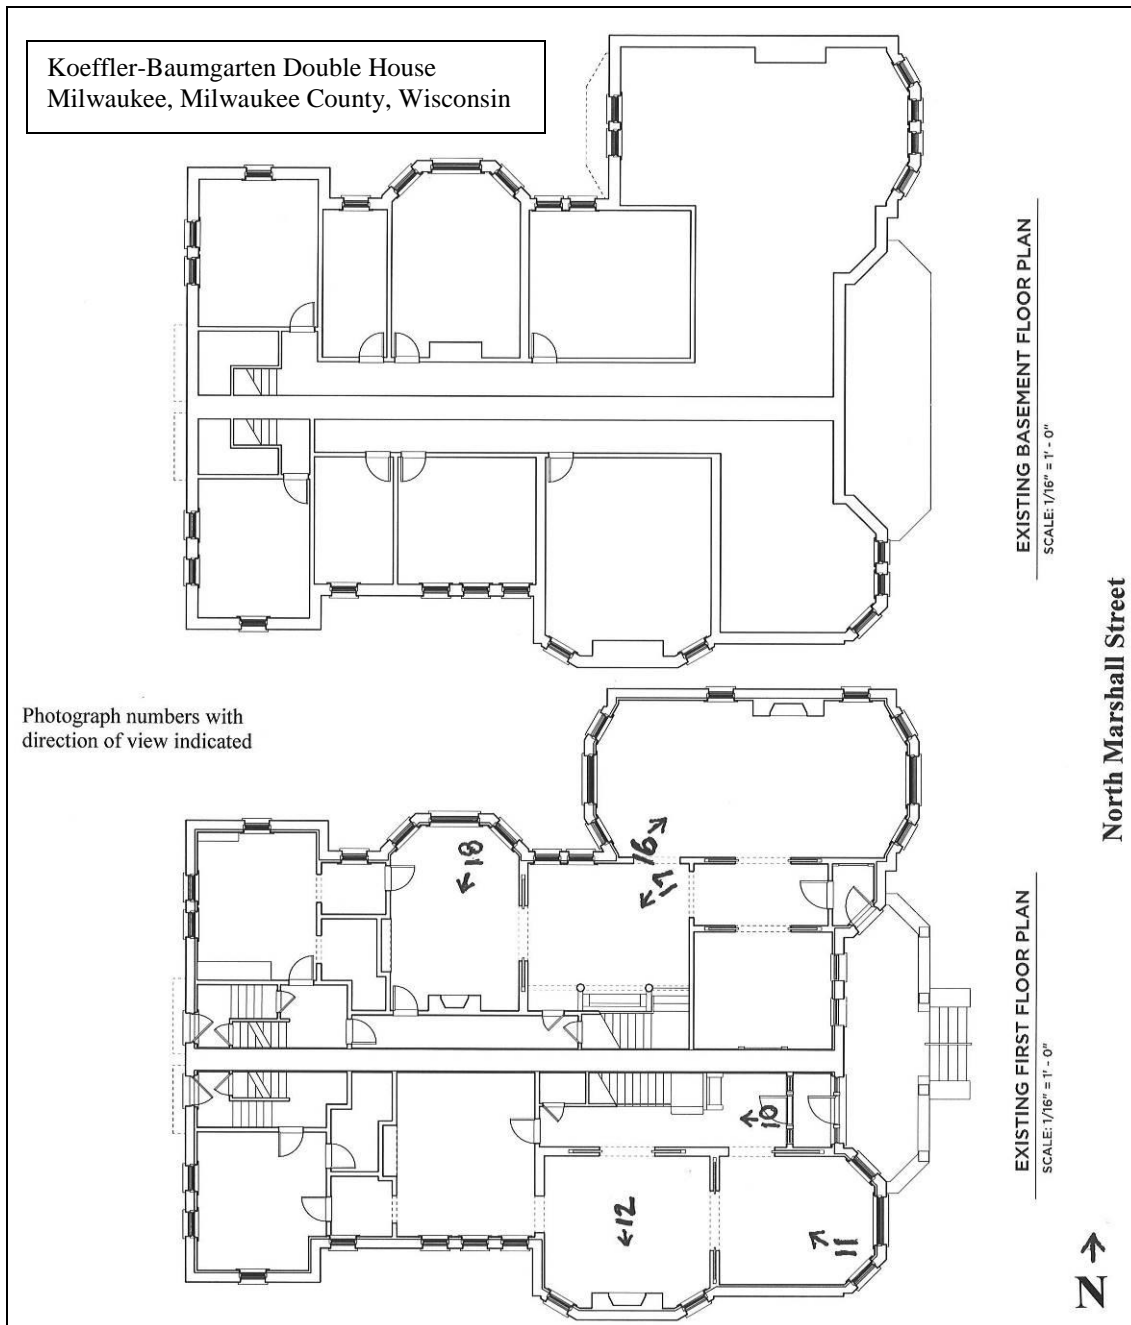 Koeffler-Baumgarten Double House
Milwaukee, Milwaukee County, Wisconsin
EXISTING BASEMENT FLOOR PLAN
SCALE: 1/16" = 1' - 0"
North Marshall Street
Photograph numbers with
direction of view indicated
16
18
17
EXISTING FIRST FLOOR PLAN
SCALE: 1/16" = 1' - 0"
10
12
11
N